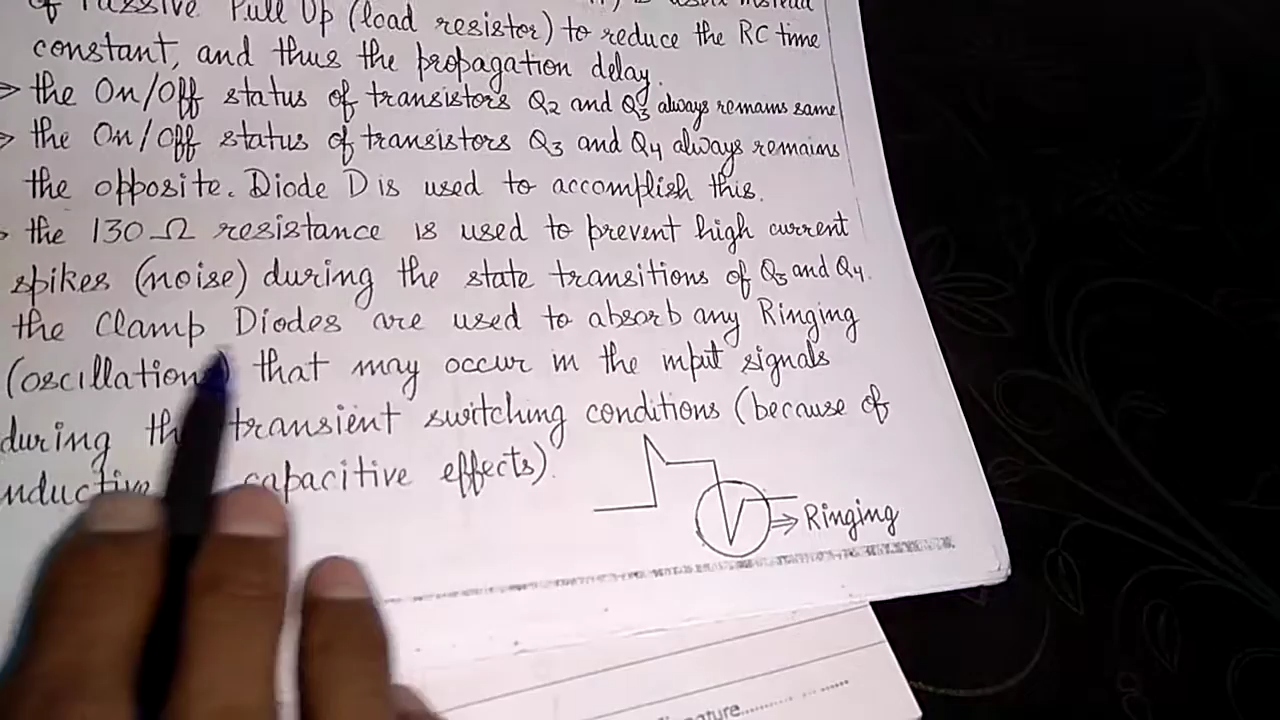 of Passive Pull Up (load resistor) to reduce the RC time
constant, and thus the propagation delay.
→ the On/Off status of transistors Q2 and Q3 always remains same
→ the On/Off status of transistors Q3 and Q4 always remains
the opposite. Diode D is used to accomplish this.
the 130 Ω resistance is used to prevent high current
spikes (noise) during the state transitions of Q3 and Q4.
the Clamp Diodes are used to absorb any Ringing
(oscillations) that may occur in the input signals
during the transient switching conditions (because of
capacitive effects).
⇒ Ringing